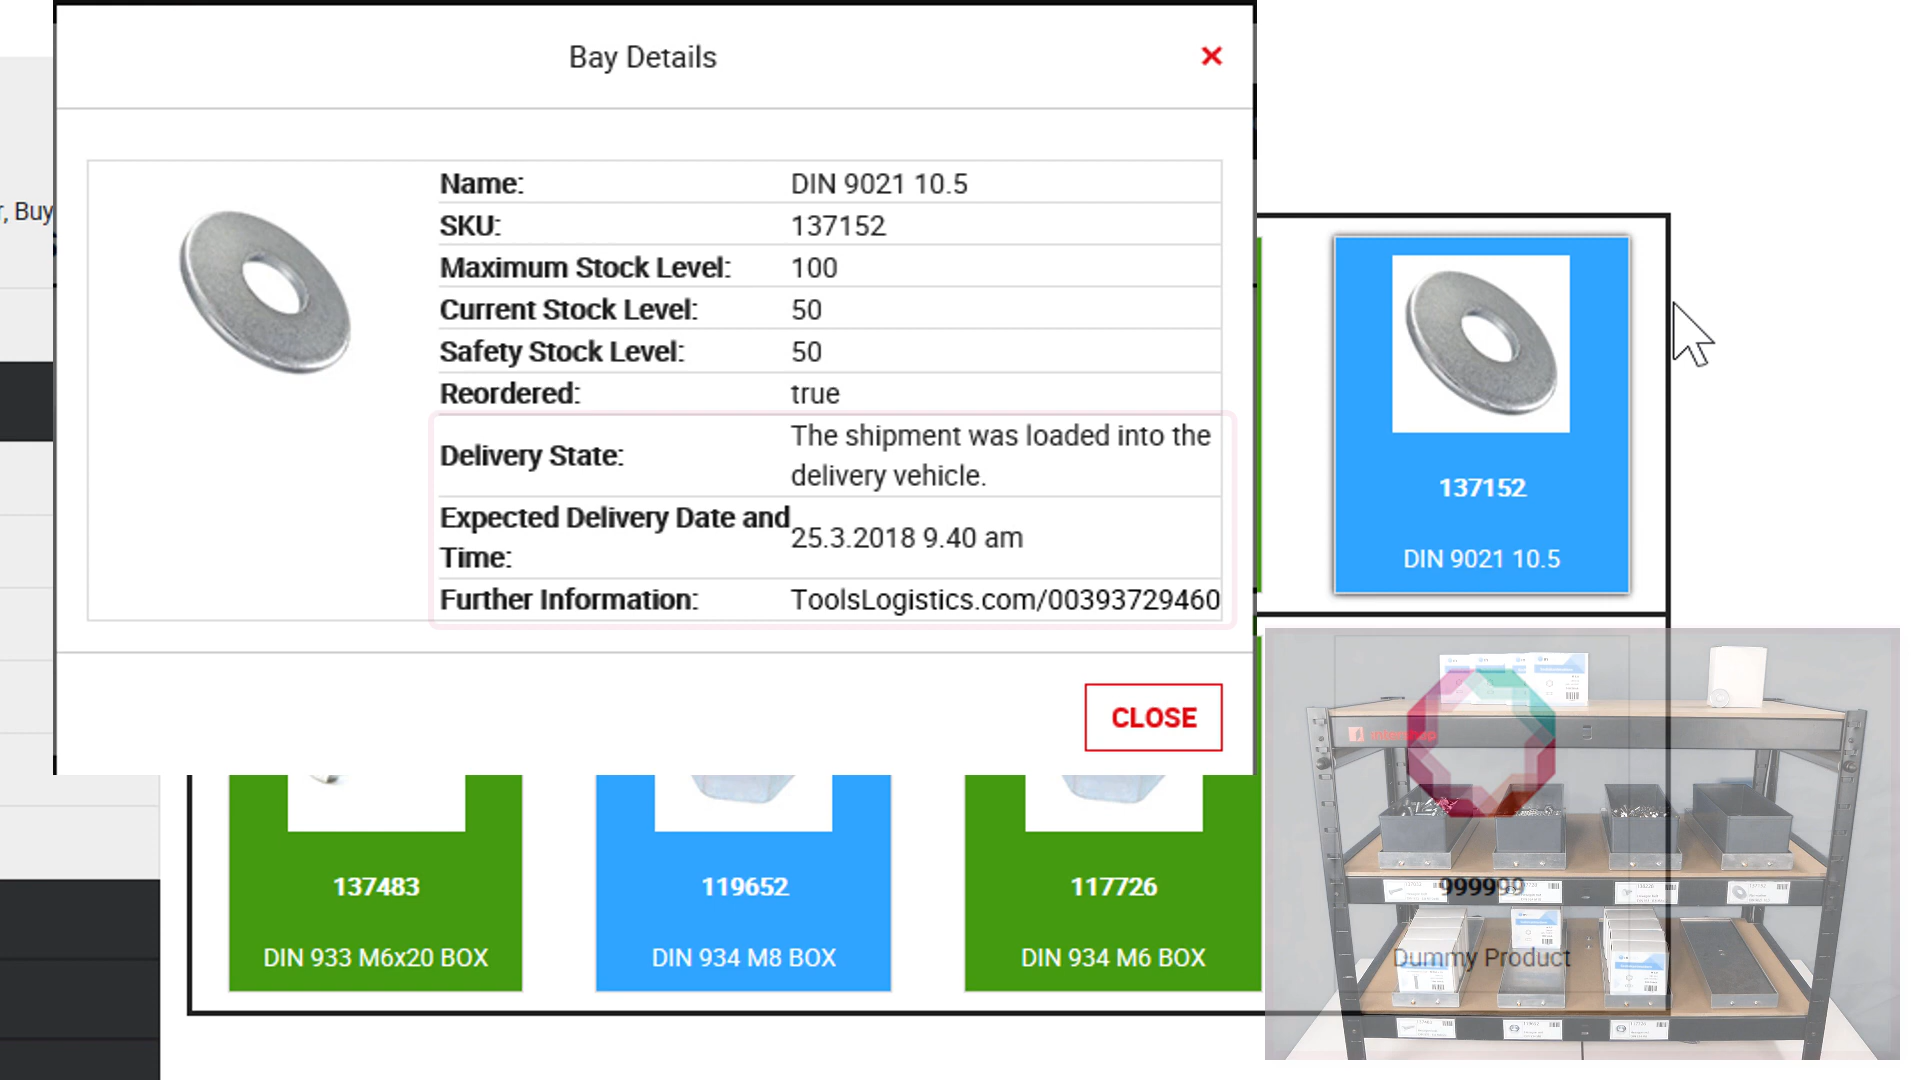 Bay Details
Name: DIN 9021 10.5
SKU: 137152
Maximum Stock Level: 100
Current Stock Level: 50
Safety Stock Level: 50
Reordered: true
Delivery State: The shipment was loaded into the
delivery vehicle.
Expected Delivery Date and
Time: 25.3.2018 9.40 am
Further Information: ToolsLogistics.com/00393729460
CLOSE
, Buy
137152
DIN 9021 10.5
137483
DIN 933 M6x20 BOX
119652
DIN 934 M8 BOX
117726
DIN 934 M6 BOX
999999
Dummy Product